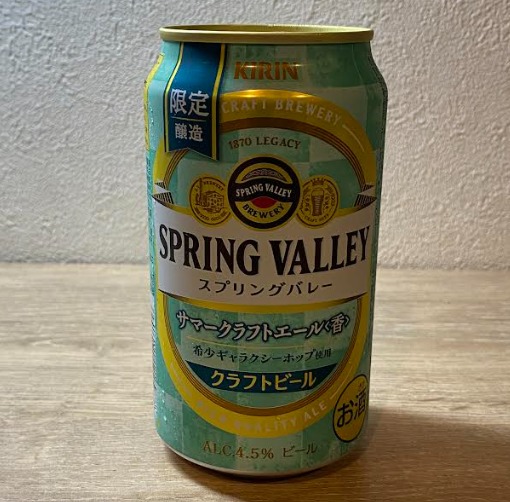 KIRIN
限定
醸造
CRAFT BREWERY
1870 LEGACY
SPRING VALLEY
BREWERY
SPRING VALLEY
スプリングバレー
サマークラフトエール〈香〉
希少ギャラクシーホップ使用
クラフトビール
QUALITY ALE
お酒
ALC.4.5% ビール